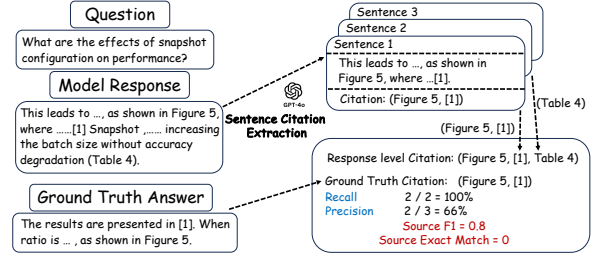 Question
What are the effects of snapshot
configuration on performance?
Model Response
This leads to ..., as shown in Figure 5,
where ......[1] Snapshot ,...... increasing
the batch size without accuracy
degradation (Table 4).
Ground Truth Answer
The results are presented in [1]. When
ratio is ... , as shown in Figure 5.
GPT-4o
Sentence Citation
Extraction
Sentence 3
Sentence 2
Sentence 1
This leads to ..., as shown in
Figure 5, where ...[1].
Citation: (Figure 5, [1])
(Table 4)
(Figure 5, [1])
Response level Citation: (Figure 5, [1], Table 4)
Ground Truth Citation: (Figure 5, [1])
Recall 2 / 2 = 100%
Precision 2 / 3 = 66%
Source F1 = 0.8
Source Exact Match = 0